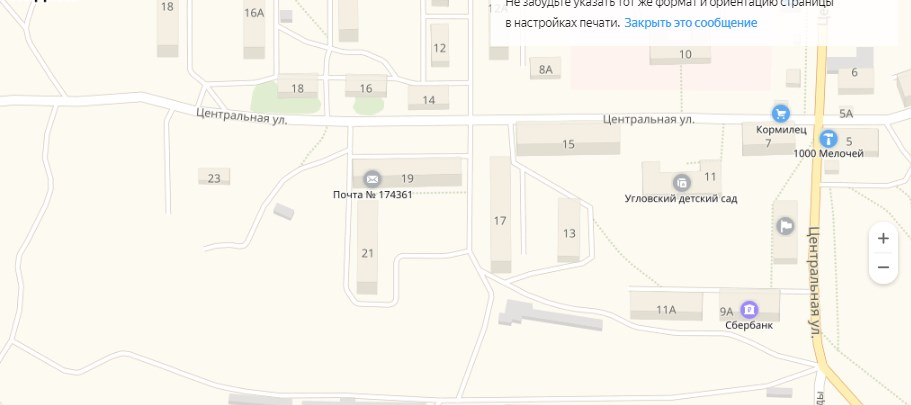 Не забудьте указать тот же формат и ориентацию страницы
в настройках печати. Закрыть это сообщение
18
16А
12А
12
10
8А
6
18
16
14
5А
Центральная ул.
Центральная ул.
Кормилец
15
7
5
1000 Мелочей
23
19
11
Почта № 174361
Угловский детский сад
17
13
21
Центральная ул.
11А
9А
Сбербанк